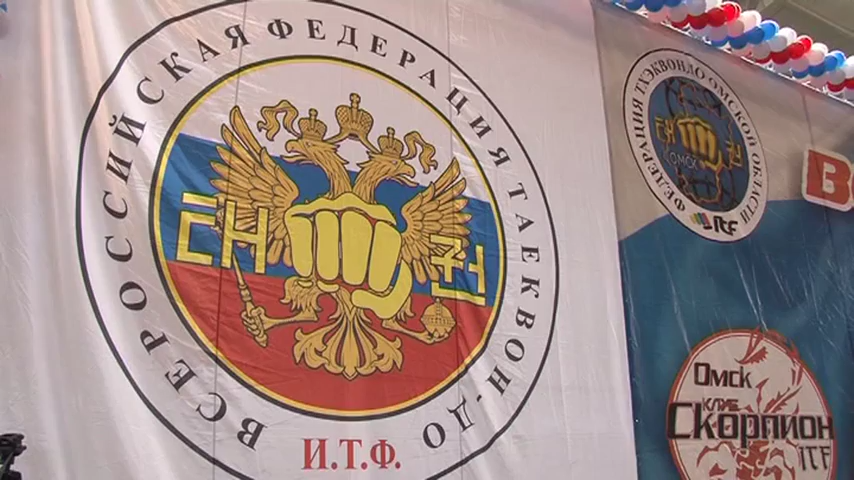 ВСЕРОССИЙСКАЯ ФЕДЕРАЦИЯ ТАЕКВОН-ДО
И.Т.Ф.
ФЕДЕРАЦИЯ ТХЭКВОНДО ОМСКОЙ ОБЛАСТИ
ОМСК
ITF
В
Омск
клуб
Скорпион
ITF